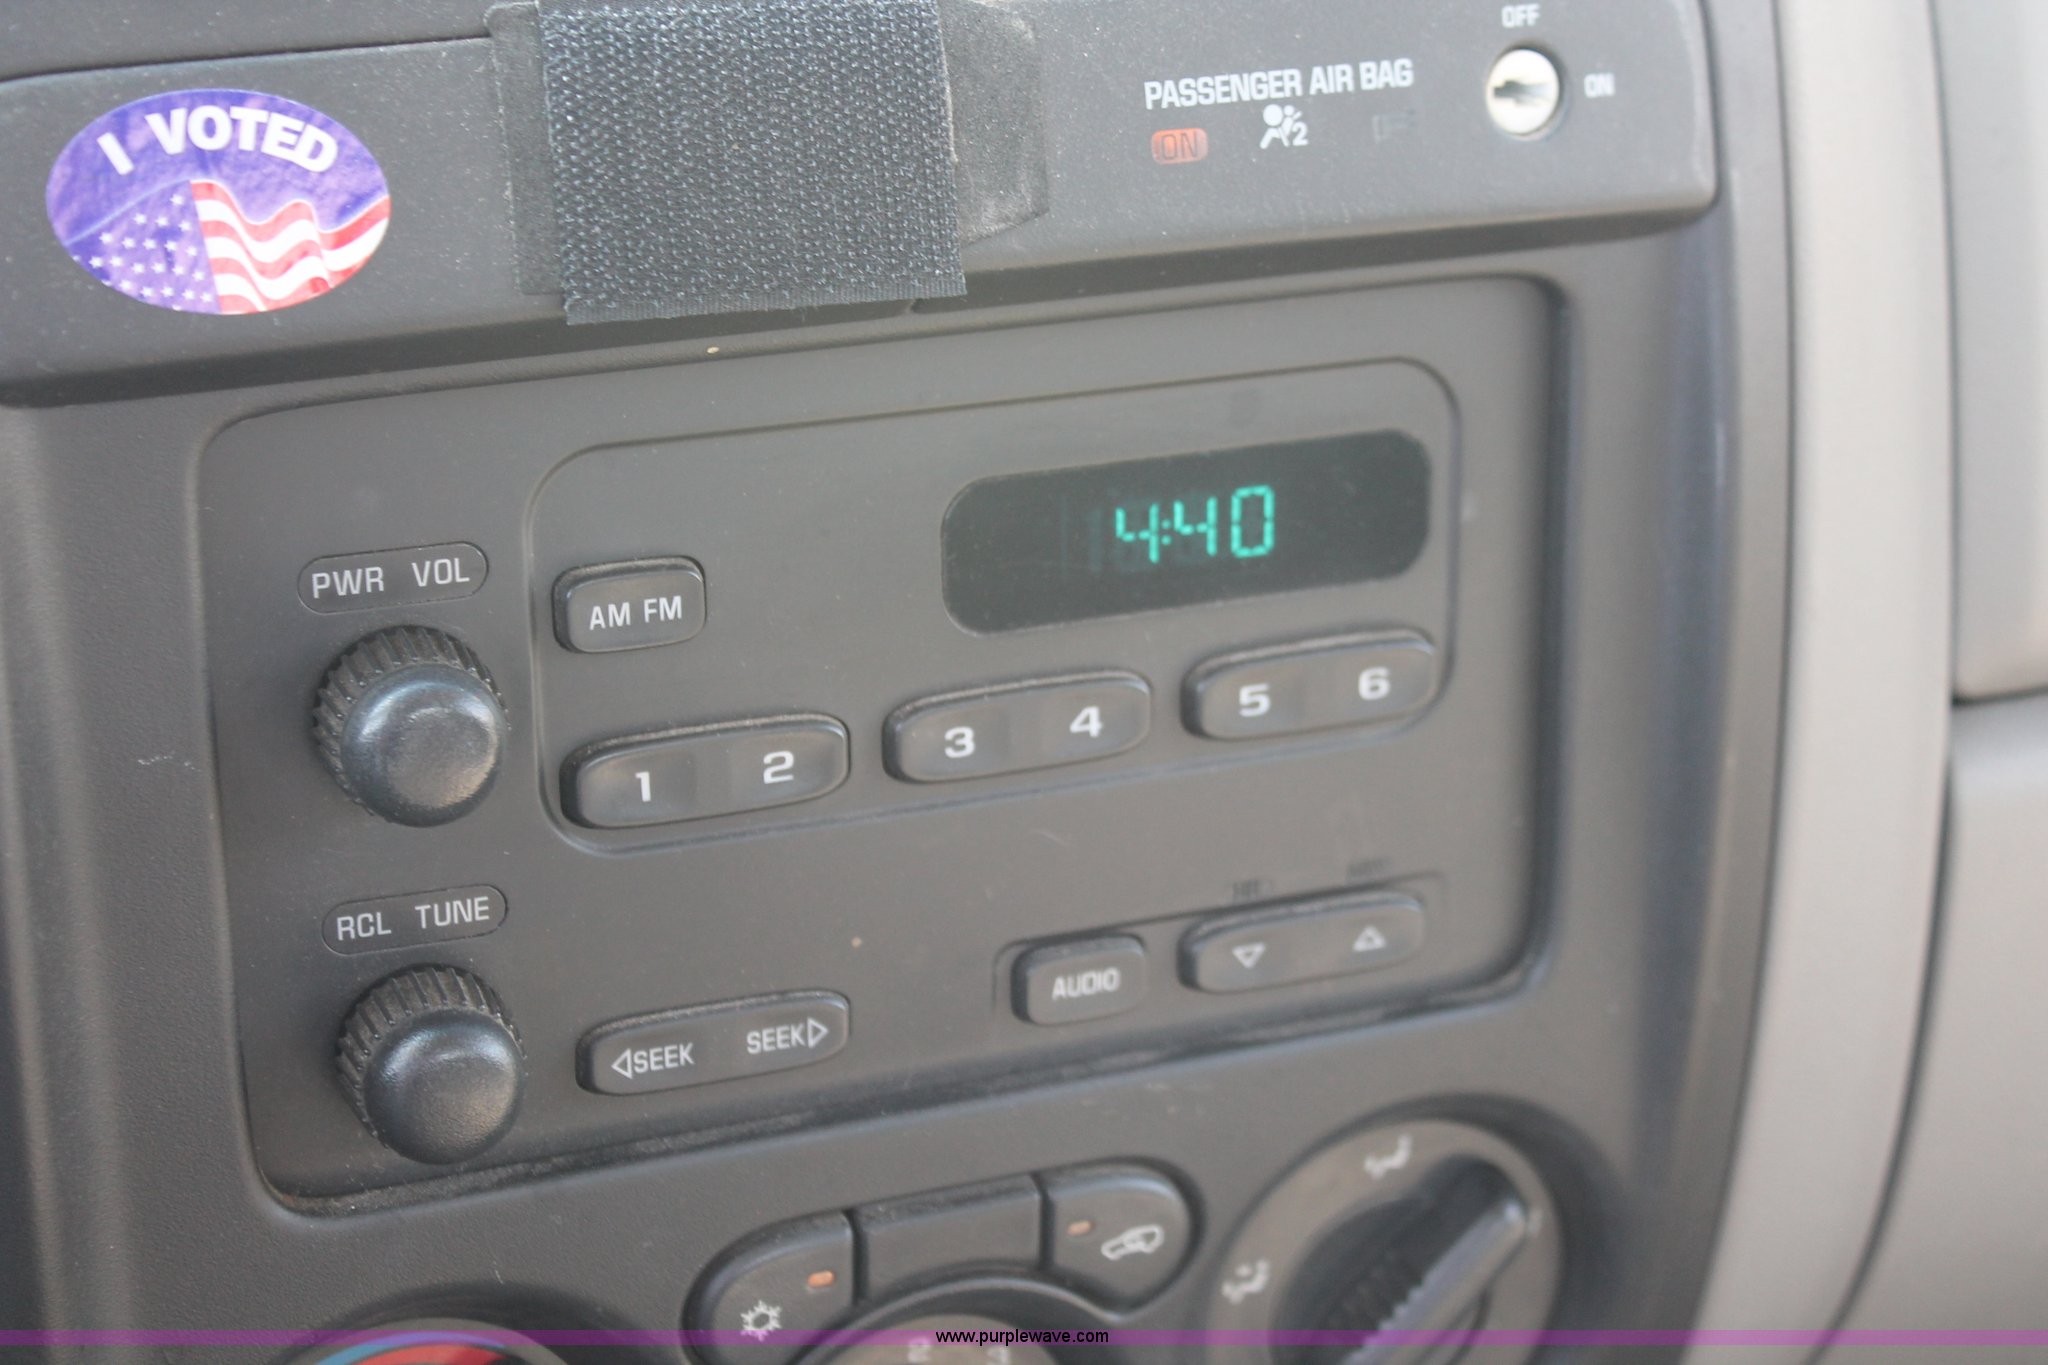 OFF
I VOTED
PASSENGER AIR BAG
ON
ON
2
4:40
PWR VOL
AM FM
1 2 3 4 5 6
RCL TUNE
AUDIO
SEEK SEEK
www.purplewave.com